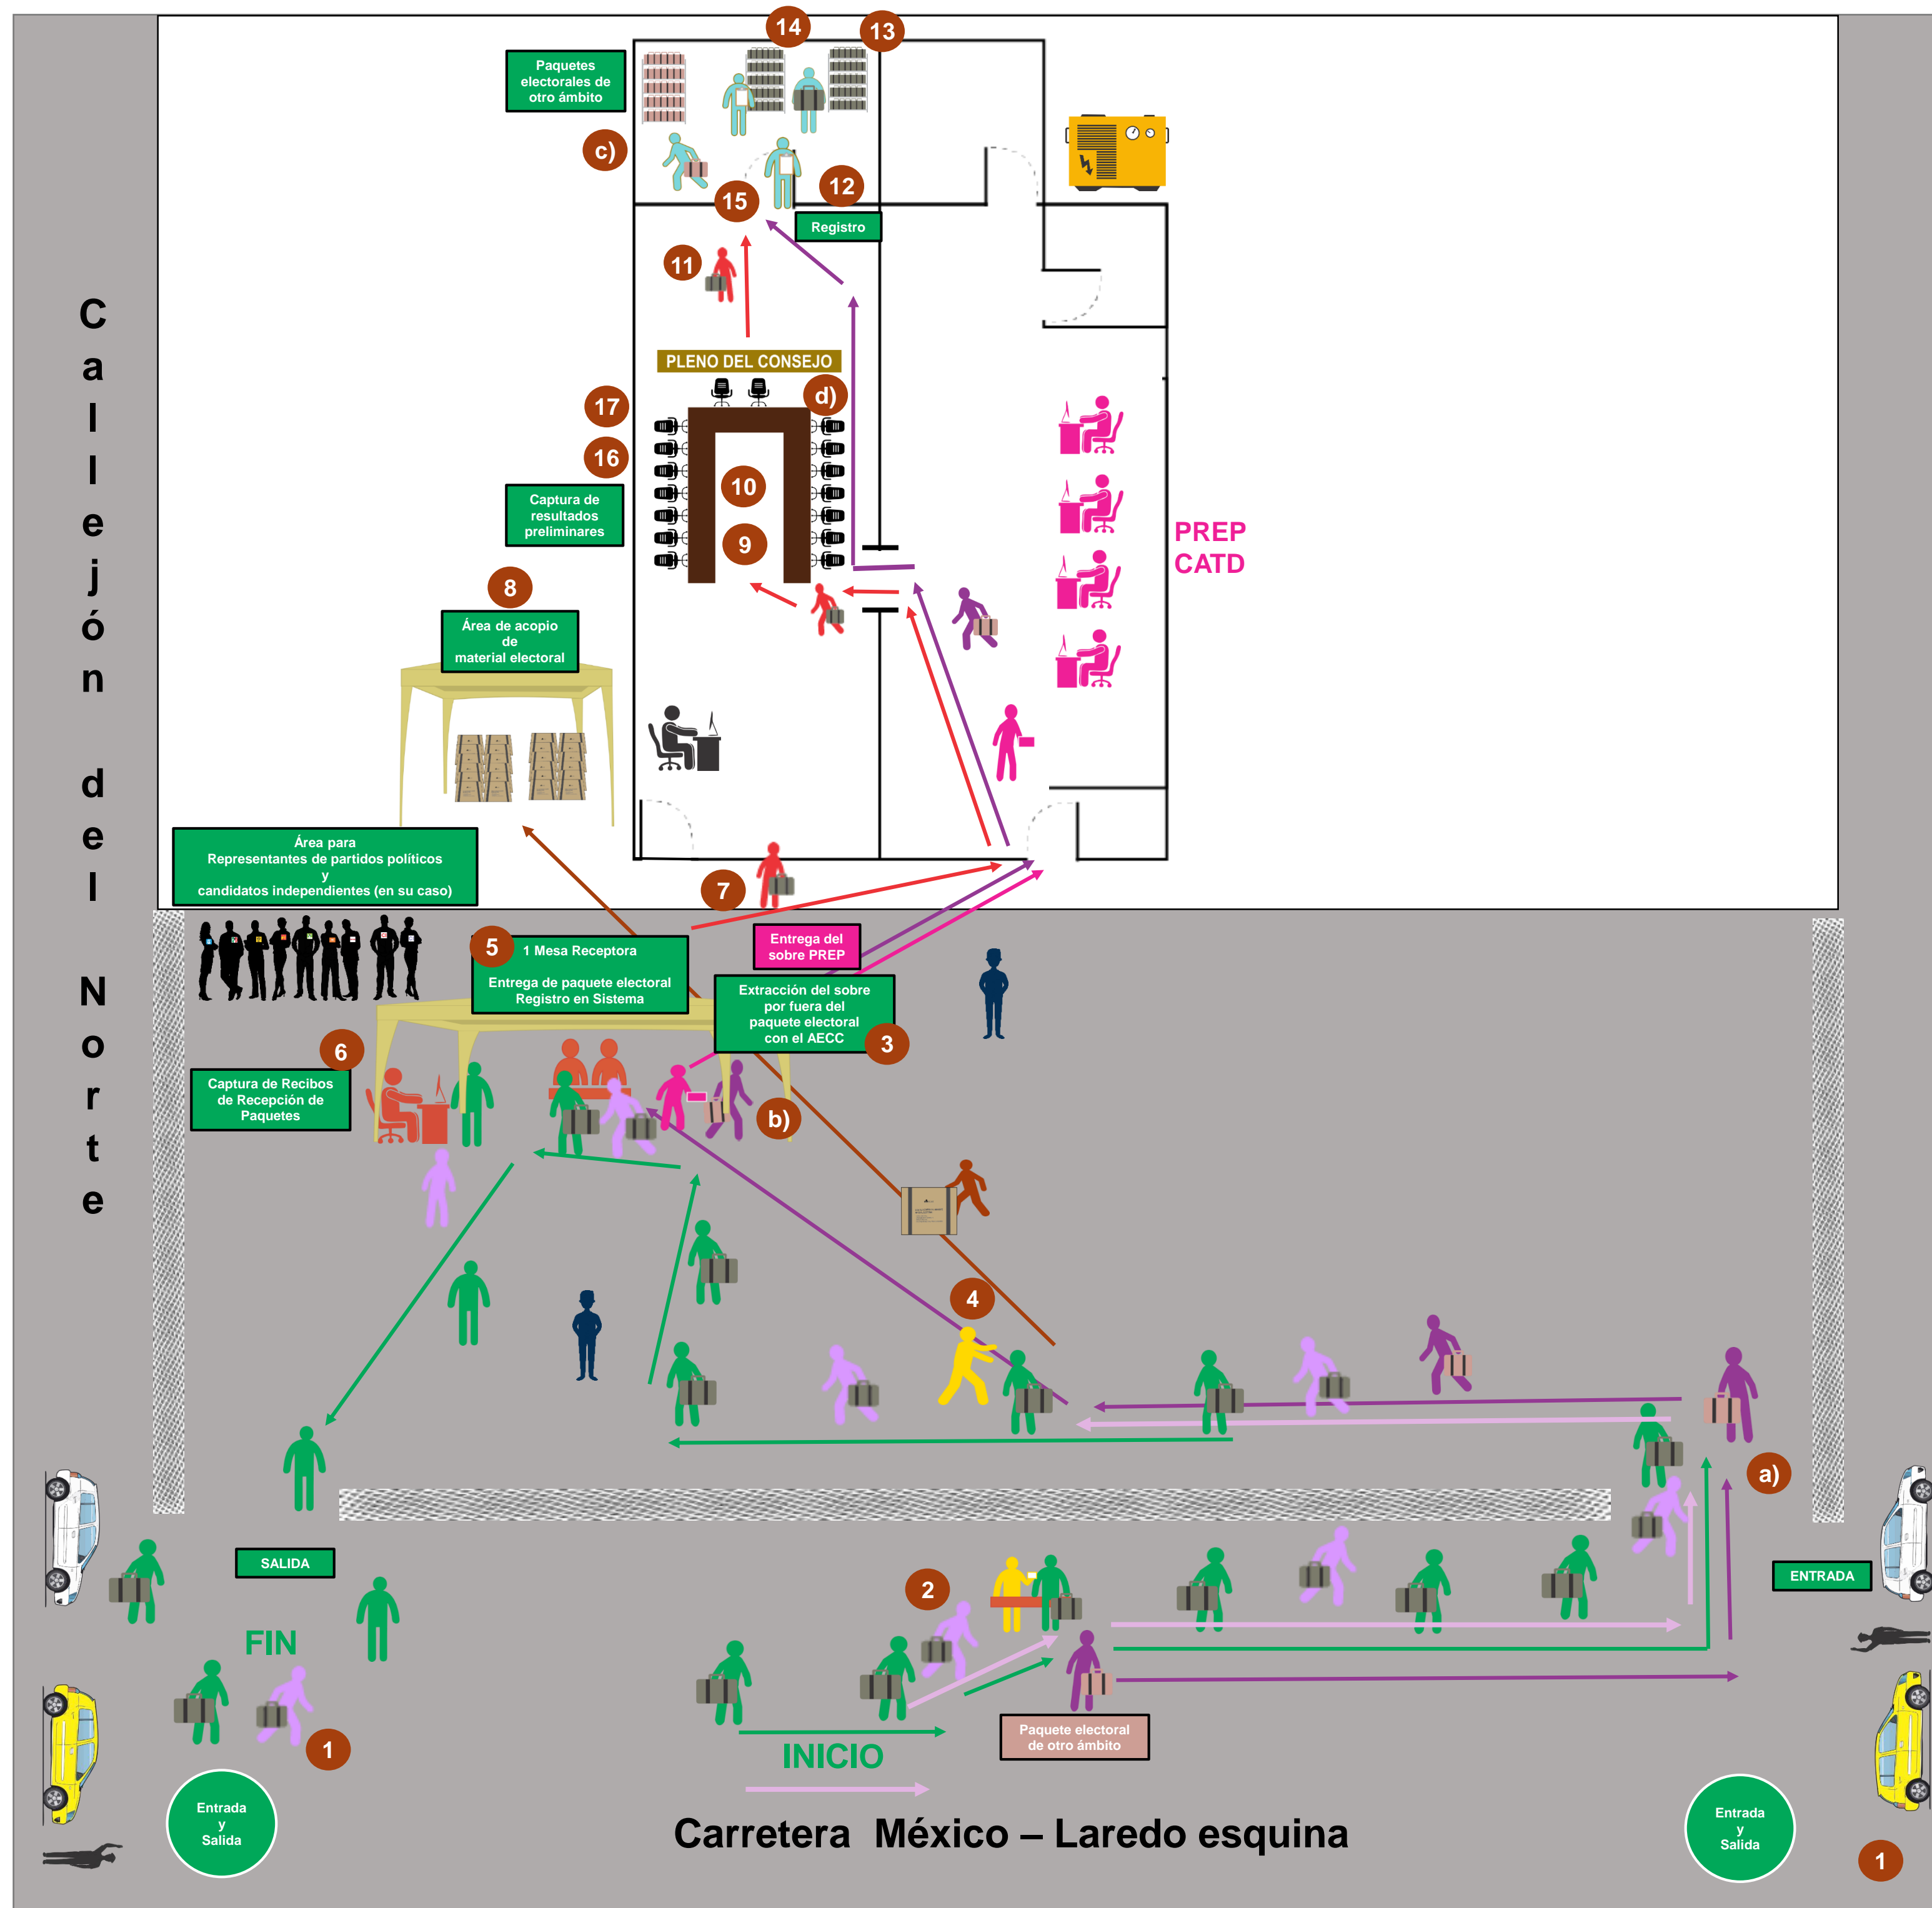 14
13
Paquetes
electorales de
otro ámbito
c)
12
15
Registro
11
PLENO DEL CONSEJO
d)
17
16
10
Captura de
resultados
preliminares
9
PREP
CATD
8
Área de acopio
de
material electoral
Callejón del Norte
Área para
Representantes de partidos políticos
y
candidatos independientes (en su caso)
7
5
1 Mesa Receptora
Entrega de paquete electoral
Registro en Sistema
Entrega del
sobre PREP
Extracción del sobre
por fuera del
paquete electoral
con el AECC
3
6
Captura de Recibos
de Recepción de
Paquetes
b)
4
a)
SALIDA
2
ENTRADA
FIN
1
INICIO
Paquete electoral
de otro ámbito
Entrada
y
Salida
Carretera México – Laredo esquina
Entrada
y
Salida
1